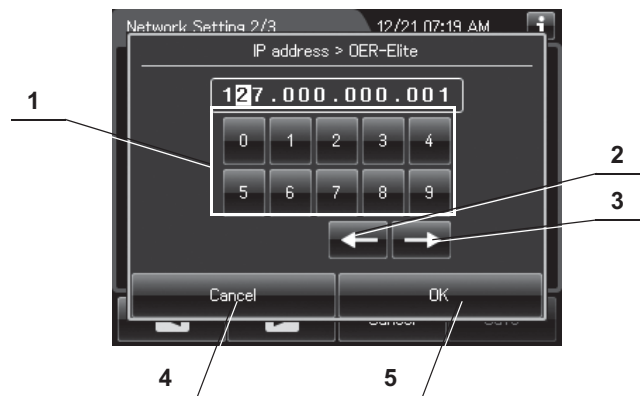 Network Setting 2/3 12/21 07:19 AM i
IP address > OER-Elite
127.000.000.001
1
0 1 2 3 4
2
5 6 7 8 9
3
← →
Cancel OK
Cancel Save
4 5